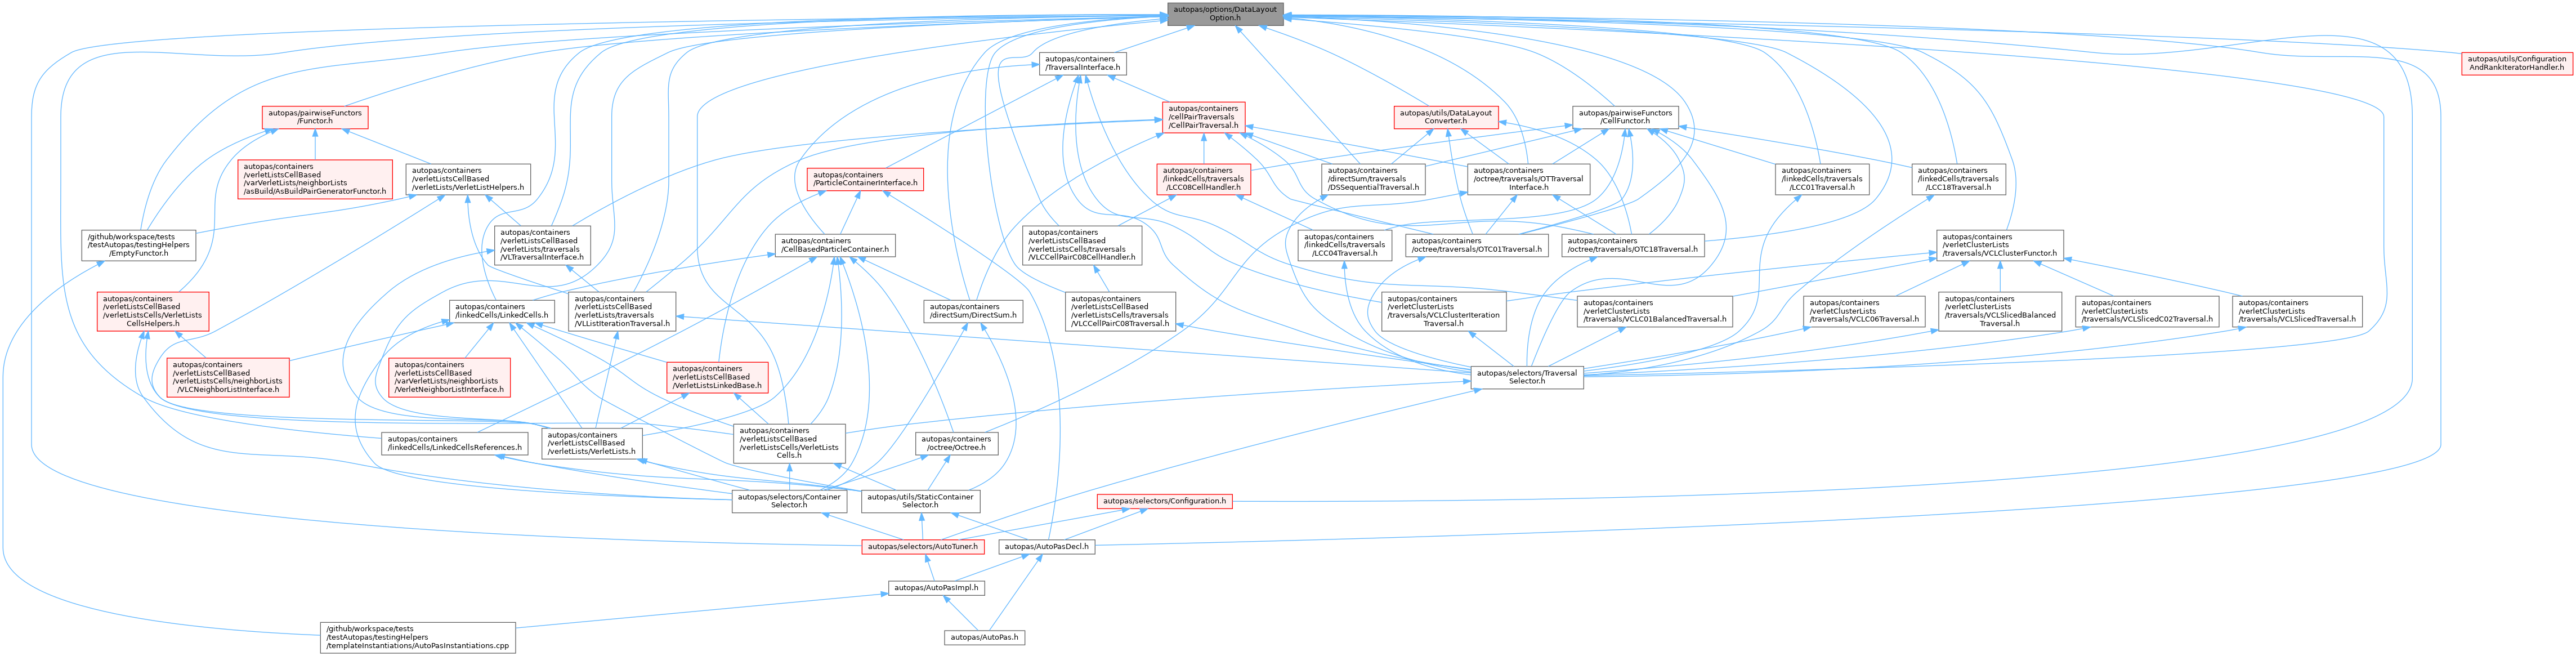 autopas/options/DataLayout
Option.h
autopas/containers
/TraversalInterface.h
autopas/utils/Configuration
AndRankIteratorHandler.h
autopas/pairwiseFunctors
/Functor.h
autopas/containers
/cellPairTraversals
/CellPairTraversal.h
autopas/utils/DataLayout
Converter.h
autopas/pairwiseFunctors
/CellFunctor.h
autopas/containers
/verletListsCellBased
/varVerletLists/neighborLists
/asBuild/AsBuildPairGeneratorFunctor.h
autopas/containers
/verletListsCellBased
/verletLists/VerletListHelpers.h
autopas/containers
/ParticleContainerInterface.h
autopas/containers
/linkedCells/traversals
/LCC08CellHandler.h
autopas/containers
/directSum/traversals
/DSSequentialTraversal.h
autopas/containers
/octree/traversals/OTTraversal
Interface.h
autopas/containers
/linkedCells/traversals
/LCC01Traversal.h
autopas/containers
/linkedCells/traversals
/LCC18Traversal.h
/github/workspace/tests
/testAutopas/testingHelpers
/EmptyFunctor.h
autopas/containers
/verletListsCellBased
/verletLists/traversals
/VLTraversalInterface.h
autopas/containers
/CellBasedParticleContainer.h
autopas/containers
/verletListsCellBased
/verletListsCells/traversals
/VLCCellPairC08CellHandler.h
autopas/containers
/linkedCells/traversals
/LCC04Traversal.h
autopas/containers
/octree/traversals/OTC01Traversal.h
autopas/containers
/octree/traversals/OTC18Traversal.h
autopas/containers
/verletClusterLists
/traversals/VCLClusterFunctor.h
autopas/containers
/verletListsCellBased
/verletListsCells/VerletLists
CellsHelpers.h
autopas/containers
/linkedCells/LinkedCells.h
autopas/containers
/verletListsCellBased
/verletLists/traversals
/VLListIterationTraversal.h
autopas/containers
/directSum/DirectSum.h
autopas/containers
/verletListsCellBased
/verletListsCells/traversals
/VLCCellPairC08Traversal.h
autopas/containers
/verletClusterLists
/traversals/VCLClusterIteration
Traversal.h
autopas/containers
/verletClusterLists
/traversals/VCLC01BalancedTraversal.h
autopas/containers
/verletClusterLists
/traversals/VCLC06Traversal.h
autopas/containers
/verletClusterLists
/traversals/VCLSlicedBalanced
Traversal.h
autopas/containers
/verletClusterLists
/traversals/VCLSlicedC02Traversal.h
autopas/containers
/verletClusterLists
/traversals/VCLSlicedTraversal.h
autopas/containers
/verletListsCellBased
/verletListsCells/neighborLists
/VLCNeighborListInterface.h
autopas/containers
/verletListsCellBased
/varVerletLists/neighborLists
/VerletNeighborListInterface.h
autopas/containers
/verletListsCellBased
/VerletListsLinkedBase.h
autopas/selectors/Traversal
Selector.h
autopas/containers
/linkedCells/LinkedCellsReferences.h
autopas/containers
/verletListsCellBased
/verletLists/VerletLists.h
autopas/containers
/verletListsCellBased
/verletListsCells/VerletLists
Cells.h
autopas/containers
/octree/Octree.h
autopas/selectors/Container
Selector.h
autopas/utils/StaticContainer
Selector.h
autopas/selectors/Configuration.h
autopas/selectors/AutoTuner.h
autopas/AutoPasDecl.h
autopas/AutoPasImpl.h
/github/workspace/tests
/testAutopas/testingHelpers
/templateInstantiations/AutoPasInstantiations.cpp
autopas/AutoPas.h